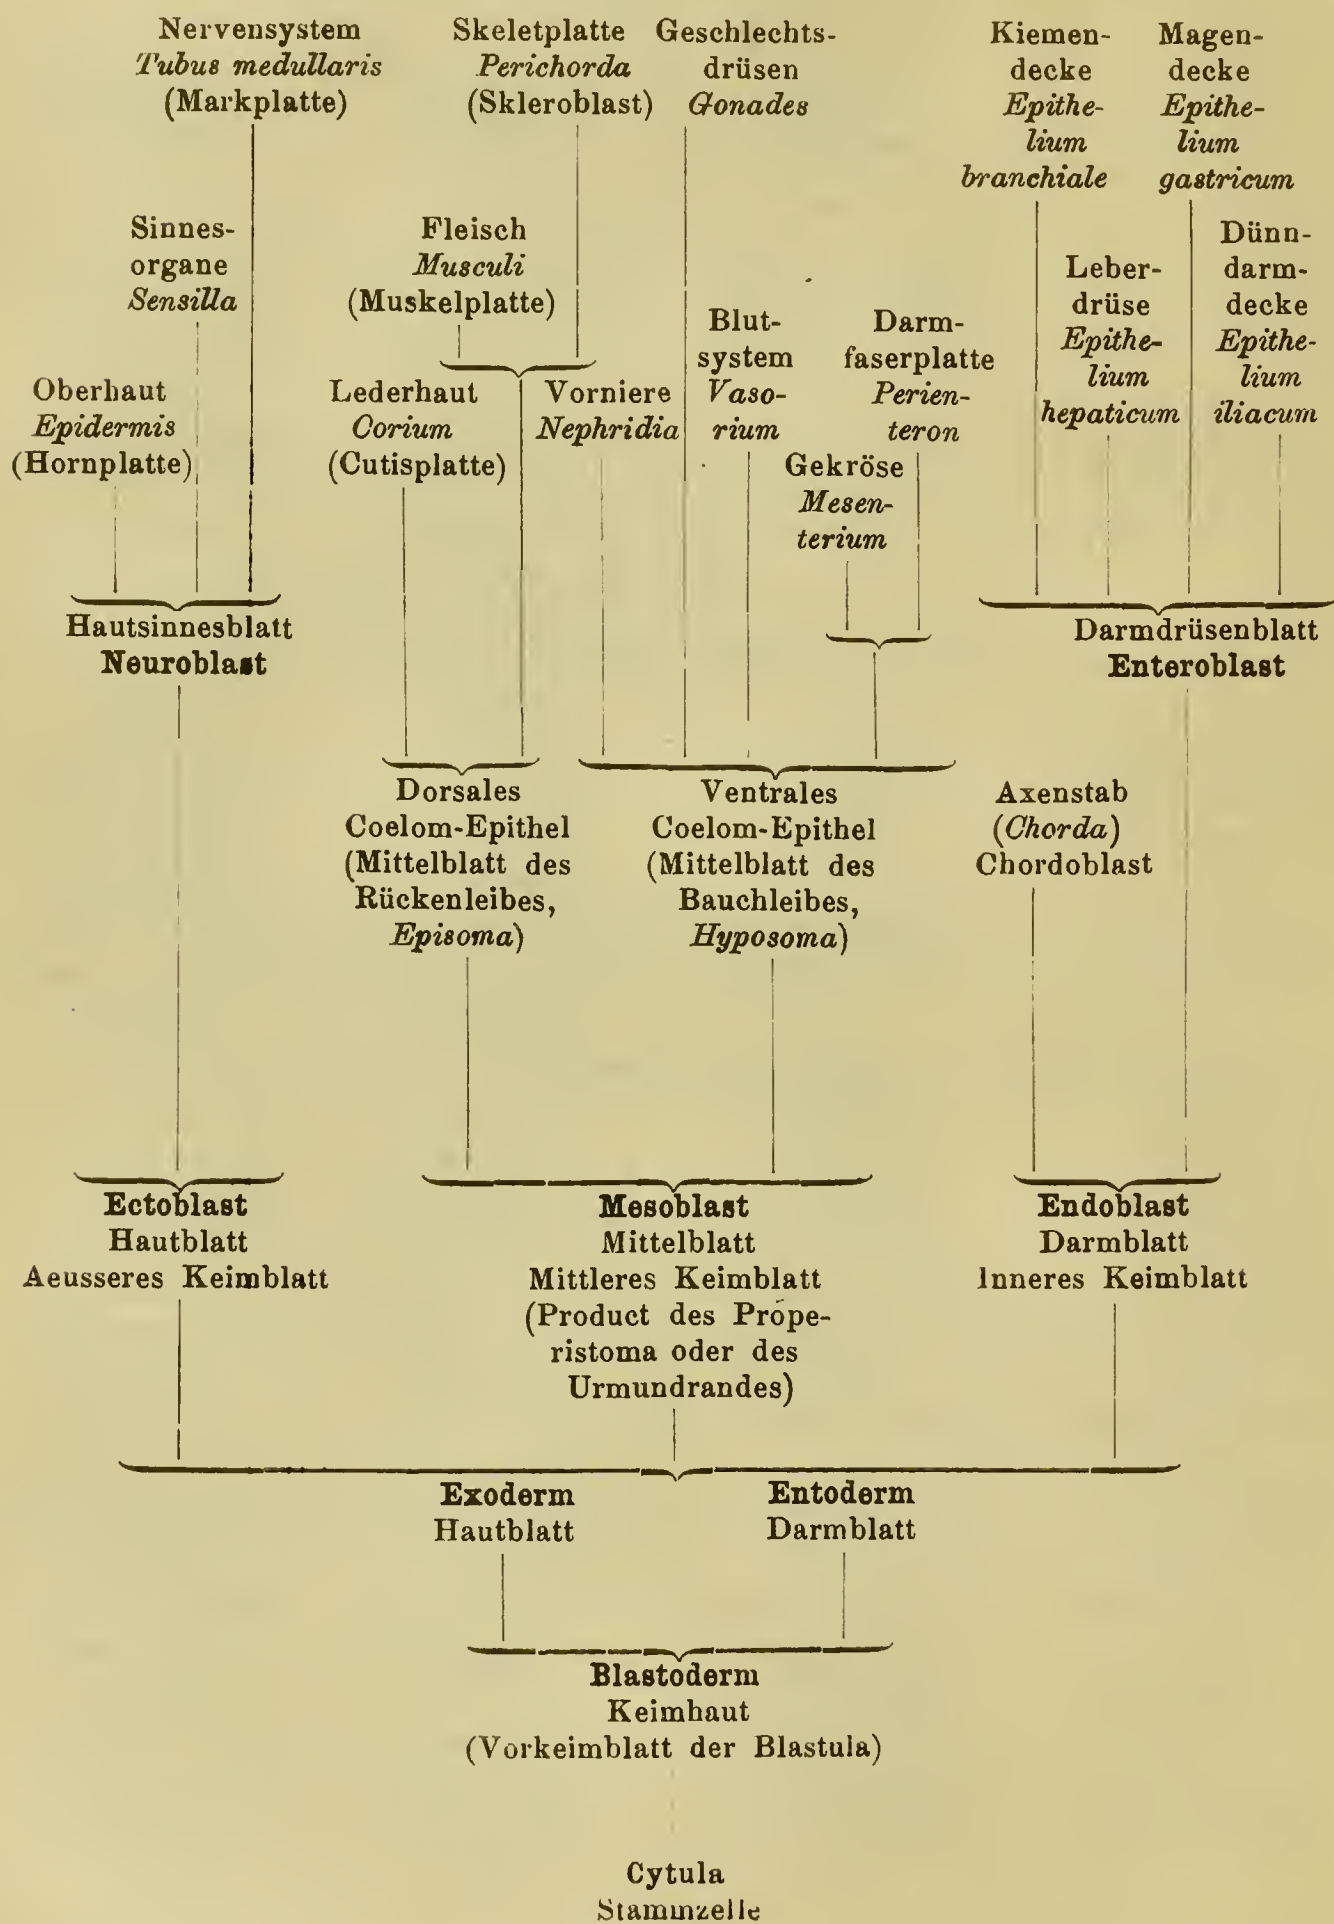 Nervensystem
Tubus medullaris
(Markplatte)
Skeletplatte
Perichorda
(Skleroblast)
Geschlechts-
drüsen
Gonades
Kiemen-
decke
Epithe-
lium
branchiale
Magen-
decke
Epithe-
lium
gastricum
Sinnes-
organe
Sensilla
Fleisch
Musculi
(Muskelplatte)
Blut-
system
Vaso-
rium
Darm-
faserplatte
Perien-
teron
Leber-
drüse
Epithe-
lium
hepaticum
Dünn-
darm-
decke
Epithe-
lium
iliacum
Oberhaut
Epidermis
(Hornplatte)
Lederhaut
Corium
(Cutisplatte)
Vorniere
Nephridia
Gekröse
Mesen-
terium
Hautsinnesblatt
Neuroblast
Darmdrüsenblatt
Enteroblast
Dorsales
Coelom-Epithel
(Mittelblatt des
Rückenleibes,
Episoma)
Ventrales
Coelom-Epithel
(Mittelblatt des
Bauchleibes,
Hyposoma)
Axenstab
(Chorda)
Chordoblast
Ectoblast
Hautblatt
Aeusseres Keimblatt
Mesoblast
Mittelblatt
Mittleres Keimblatt
(Product des Prope-
ristoma oder des
Urmundrandes)
Endoblast
Darmblatt
Inneres Keimblatt
Exoderm
Hautblatt
Entoderm
Darmblatt
Blastoderm
Keimhaut
(Vorkeimblatt der Blastula)
Cytula
Stammzelle